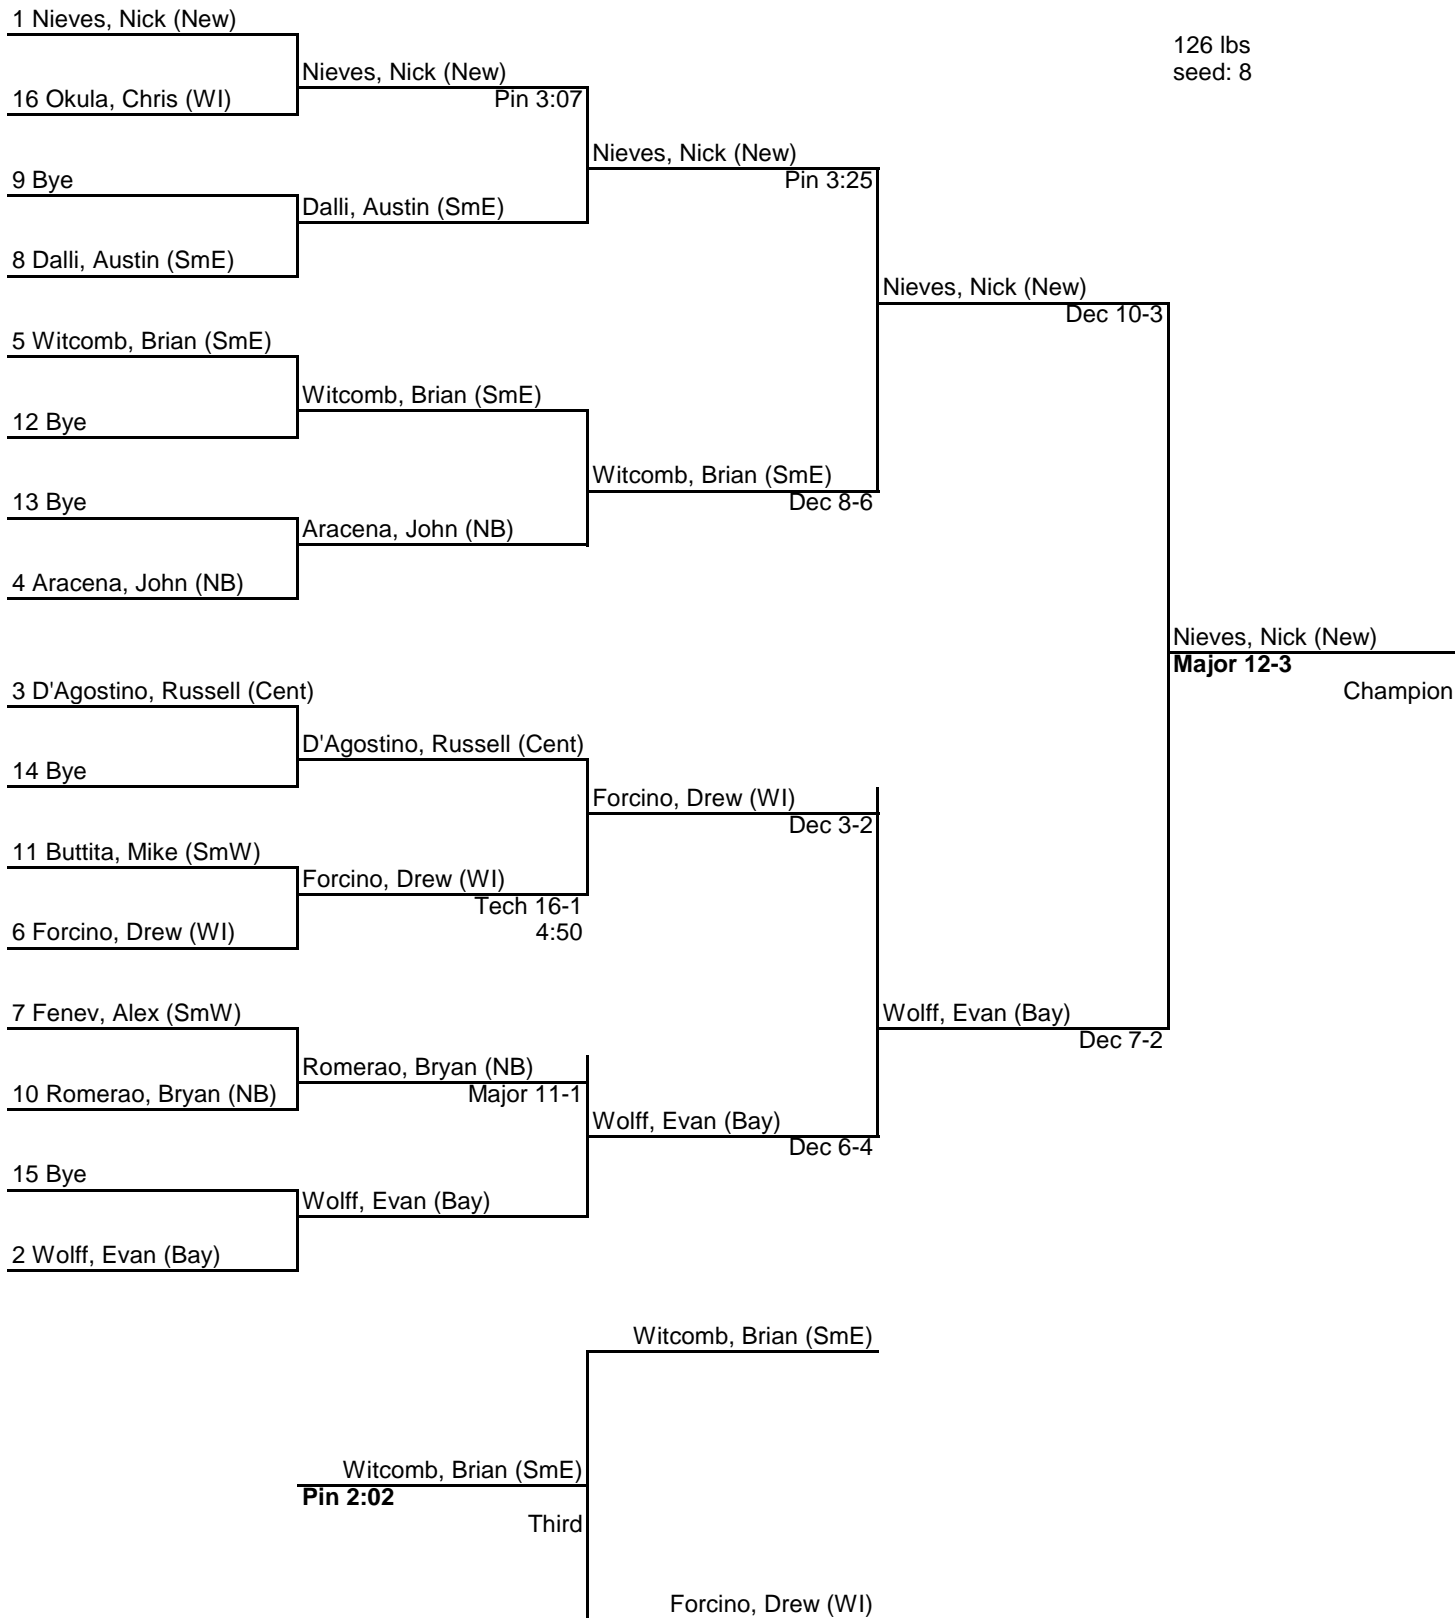 1 Nieves, Nick (New)
126 lbs
seed: 8
Nieves, Nick (New)
Pin 3:07
16 Okula, Chris (WI)
Nieves, Nick (New)
Pin 3:25
9 Bye
Dalli, Austin (SmE)
8 Dalli, Austin (SmE)
Nieves, Nick (New)
Dec 10-3
5 Witcomb, Brian (SmE)
Witcomb, Brian (SmE)
12 Bye
Witcomb, Brian (SmE)
Dec 8-6
13 Bye
Aracena, John (NB)
4 Aracena, John (NB)
Nieves, Nick (New)
Major 12-3
Champion
3 D'Agostino, Russell (Cent)
D'Agostino, Russell (Cent)
14 Bye
Forcino, Drew (WI)
Dec 3-2
11 Buttita, Mike (SmW)
Forcino, Drew (WI)
Tech 16-1
4:50
6 Forcino, Drew (WI)
7 Fenev, Alex (SmW)
Wolff, Evan (Bay)
Dec 7-2
Romerao, Bryan (NB)
Major 11-1
10 Romerao, Bryan (NB)
Wolff, Evan (Bay)
Dec 6-4
15 Bye
Wolff, Evan (Bay)
2 Wolff, Evan (Bay)
Witcomb, Brian (SmE)
Witcomb, Brian (SmE)
Pin 2:02
Third
Forcino, Drew (WI)